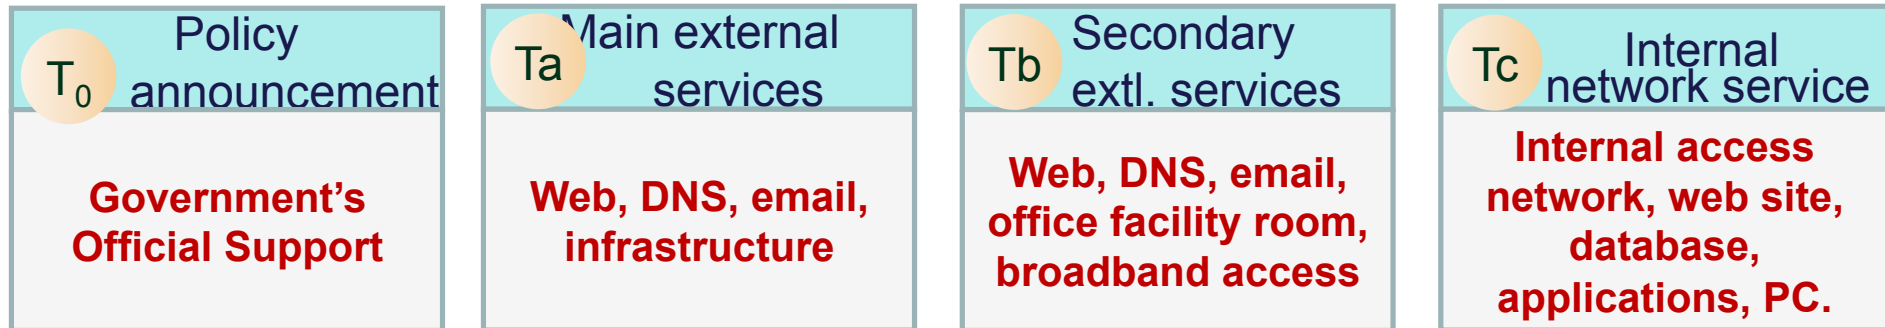 T0
Policy
announcement
Government’s
Official Support
Ta
Main external
services
Web, DNS, email,
infrastructure
Tb
Secondary
extl. services
Web, DNS, email,
office facility room,
broadband access
Tc
Internal
network service
Internal access
network, web site,
database,
applications, PC.